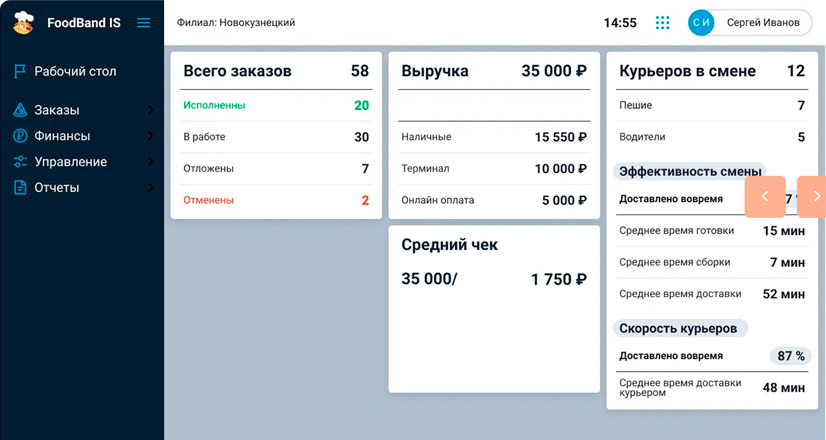 FoodBand IS
Филиал: Новокузнецкий
14:55
С И
Сергей Иванов
Рабочий стол
Заказы
Финансы
Управление
Отчеты
Всего заказов 58
Исполненны 20
В работе 30
Отложены 7
Отменены 2
Выручка 35 000 ₽
Наличные 15 550 ₽
Терминал 10 000 ₽
Онлайн оплата 5 000 ₽
Средний чек
35 000/ 1 750 ₽
Курьеров в смене 12
Пешие 7
Водители 5
Эффективность смены
Доставлено вовремя
Среднее время готовки 15 мин
Среднее время сборки 7 мин
Среднее время доставки 52 мин
Скорость курьеров
Доставлено вовремя 87 %
Среднее время доставки
курьером 48 мин